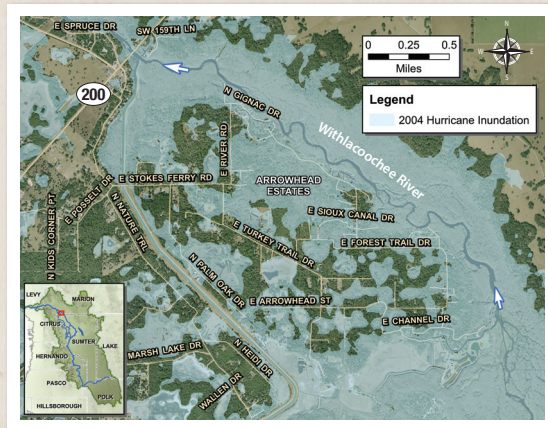 E SPRUCE DR
SW 159TH LN
200
0 0.25 0.5
Miles
N
W E
S
Legend
2004 Hurricane Inundation
N GIGNAC DR
Withlacoochee River
E RIVER RD
E STOKES FERRY RD
ARROWHEAD
ESTATES
E POSSELT DR
N KIDS CORNER PT
N NATURE TRL
E SIOUX CANAL DR
E TURKEY TRAIL DR
E FOREST TRAIL DR
N PALM OAK DR
E ARROWHEAD ST
E CHANNEL DR
MARSH LAKE DR
N HEIDI DR
WALLEN DR
LEVY
MARION
CITRUS
SUMTER
LAKE
HERNANDO
PASCO
POLK
HILLSBOROUGH